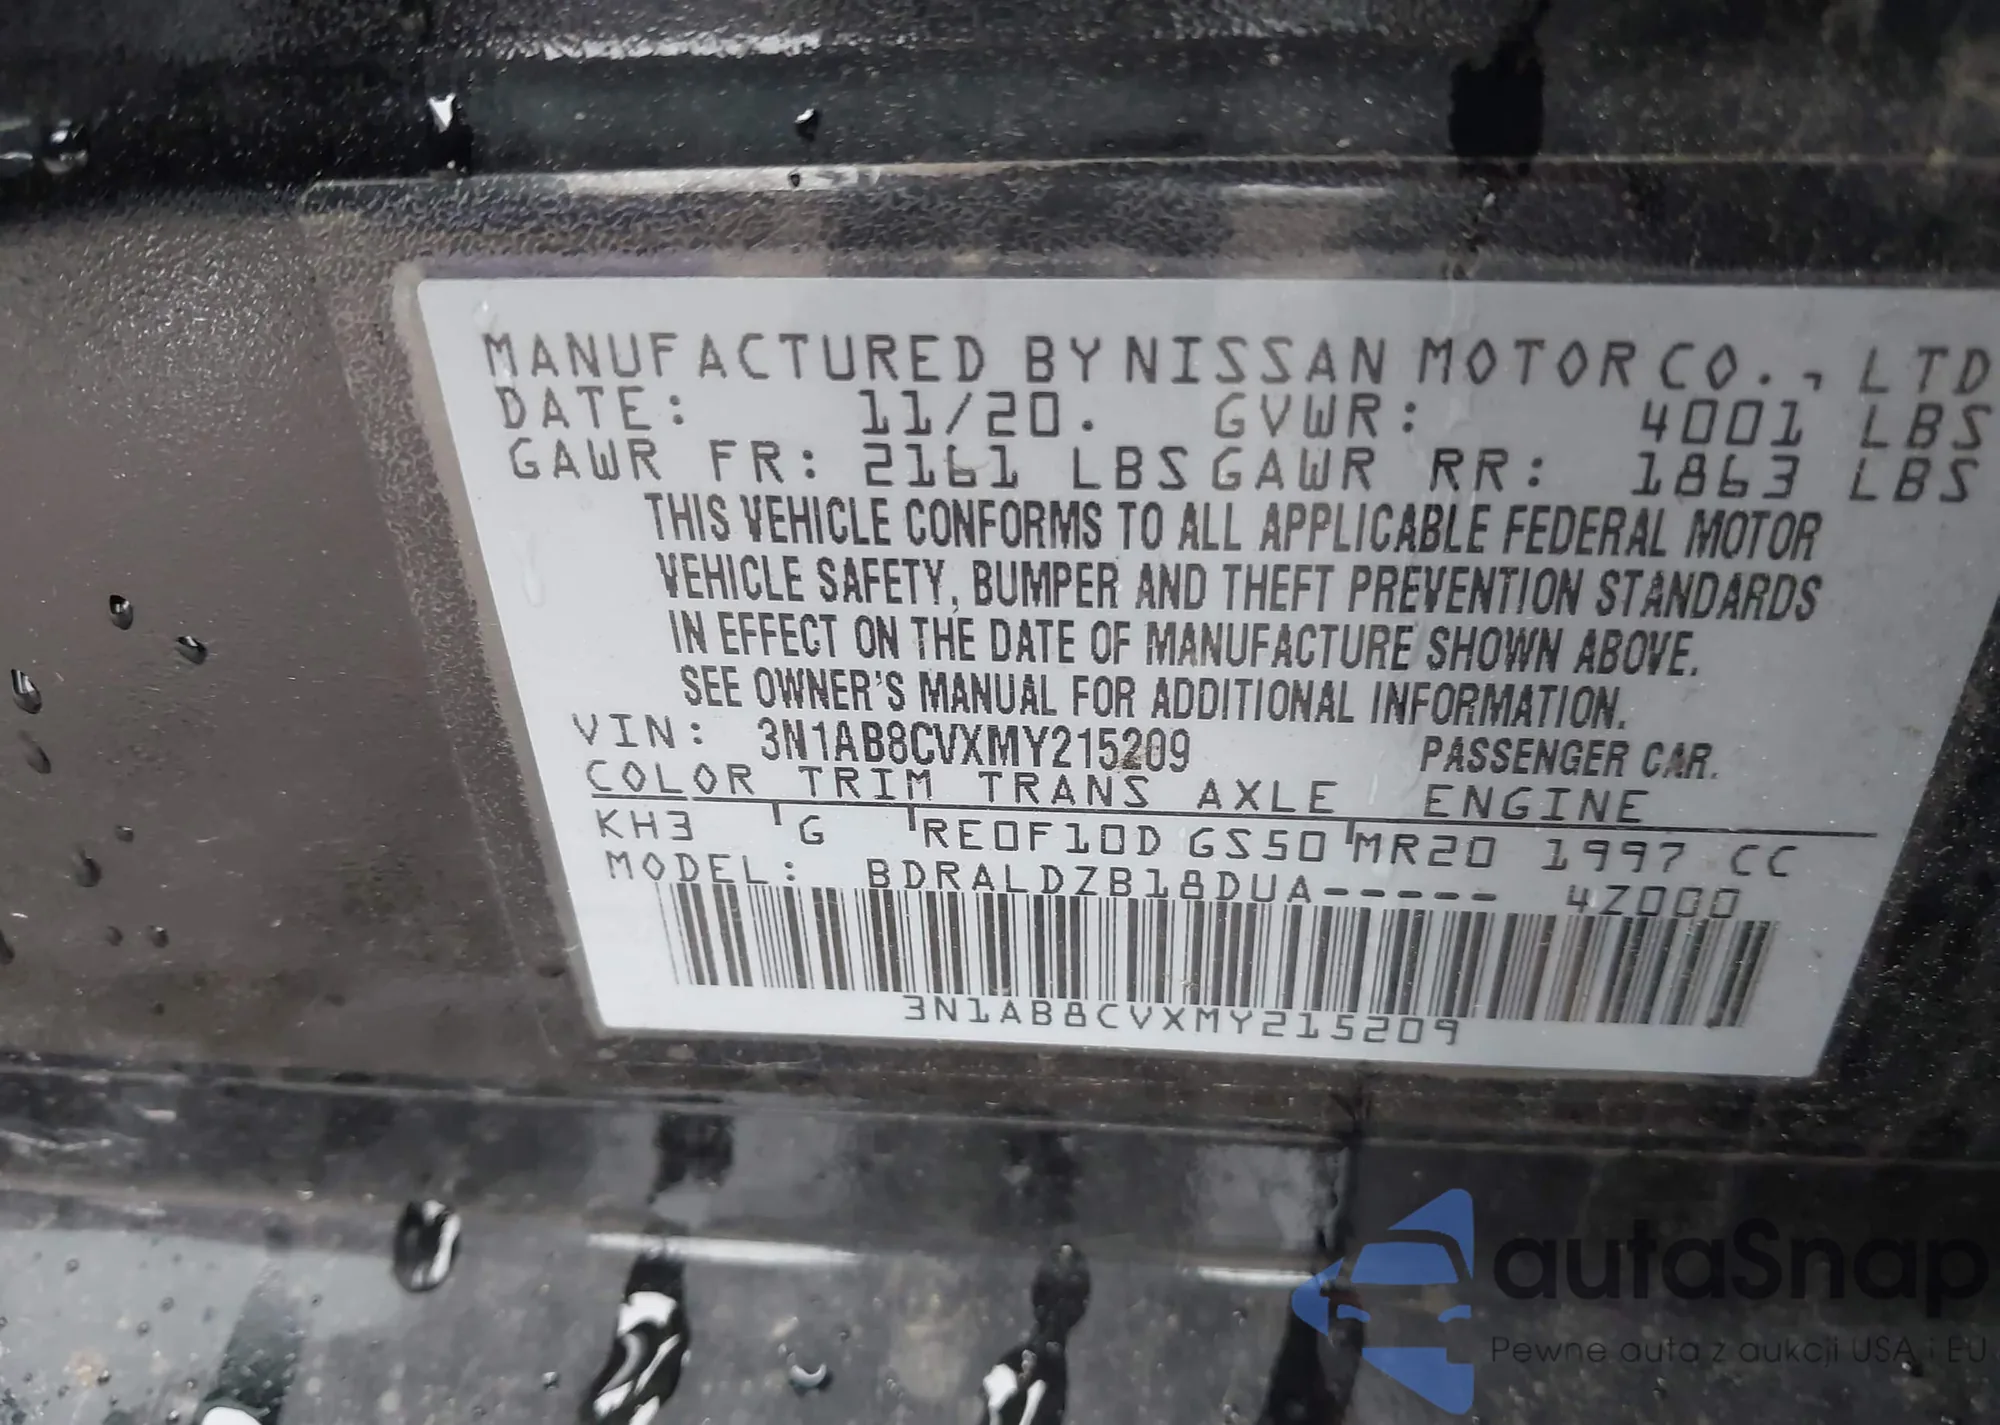 MANUFACTURED BY NISSAN MOTOR CO., LTD
DATE: 11/20. GVWR: 4001 LBS
GAWR FR: 2161 LBS GAWR RR: 1863 LBS
THIS VEHICLE CONFORMS TO ALL APPLICABLE FEDERAL MOTOR
VEHICLE SAFETY, BUMPER AND THEFT PREVENTION STANDARDS
IN EFFECT ON THE DATE OF MANUFACTURE SHOWN ABOVE.
SEE OWNER'S MANUAL FOR ADDITIONAL INFORMATION.
VIN: 3N1AB8CVXMY215209 PASSENGER CAR.
COLOR TRIM TRANS AXLE ENGINE
KH3 G RE0F10D GS50 MR20 1997 CC
MODEL: BDRALDZB18DUA----- 4Z000
3N1AB8CVXMY215209
autaSnap
Pewne auta z aukcji USA i EU